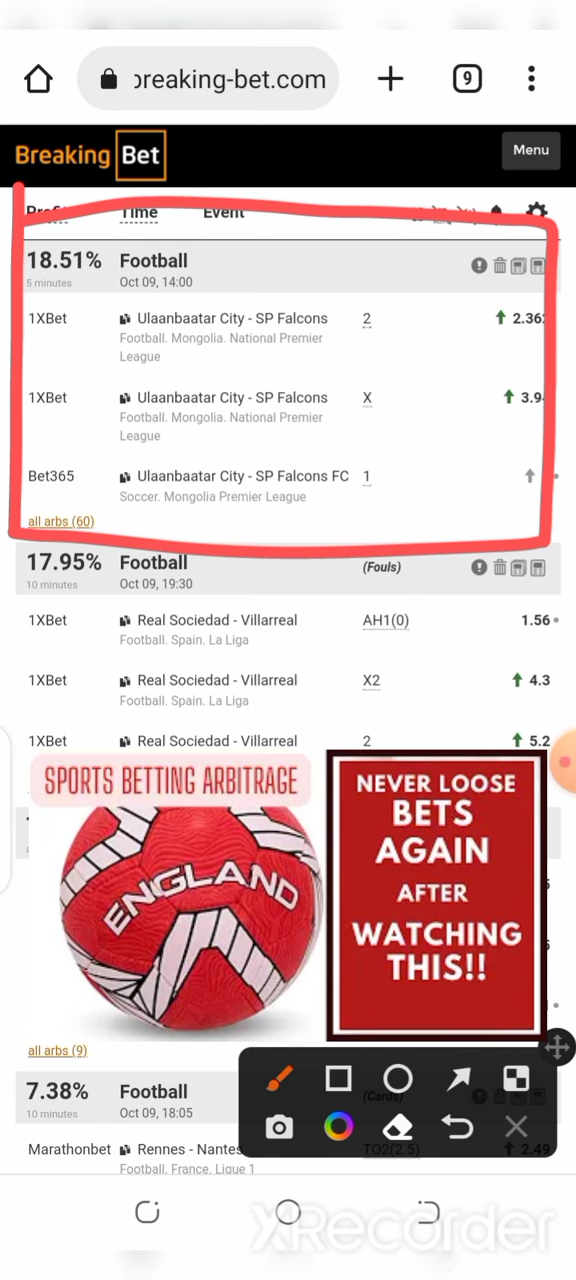 breaking-bet.com
9
Breaking Bet
Menu
Profit Time Event
18.51% Football
5 minutes Oct 09, 14:00
1XBet Ulaanbaatar City - SP Falcons 2
Football. Mongolia. National Premier
League
1XBet Ulaanbaatar City - SP Falcons X
Football. Mongolia. National Premier
League
Bet365 Ulaanbaatar City - SP Falcons FC 1
Soccer. Mongolia Premier League
all arbs (60)
17.95% Football (Fouls)
10 minutes Oct 09, 19:30
1XBet Real Sociedad - Villarreal AH1(0) 1.56
Football. Spain. La Liga
1XBet Real Sociedad - Villarreal X2 4.3
Football. Spain. La Liga
1XBet Real Sociedad - Villarreal 2 5.2
SPORTS BETTING ARBITRAGE
ENGLAND
NEVER LOOSE
BETS
AGAIN
AFTER
WATCHING
THIS!!
all arbs (9)
7.38% Football (Cards)
10 minutes Oct 09, 18:05
Marathonbet Rennes - Nantes TO2(2.5) 2.49
Football. France. Ligue 1
XRecorder